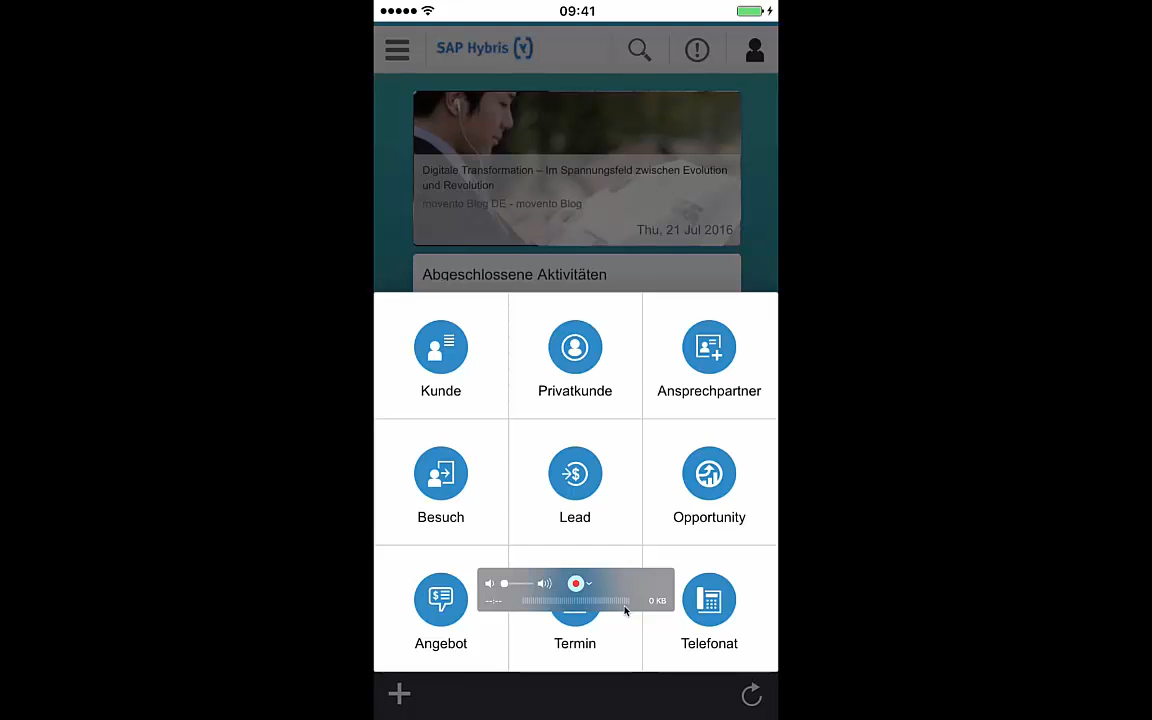 09:41
SAP Hybris (Y)
Digitale Transformation – Im Spannungsfeld zwischen Evolution
und Revolution
movento Blog DE - movento Blog
Thu, 21 Jul 2016
Abgeschlossene Aktivitäten
Kunde
Privatkunde
Ansprechpartner
Besuch
Lead
Opportunity
--:--
0 KB
Angebot
Termin
Telefonat